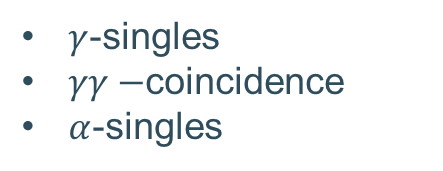 • γ-singles
• γγ −coincidence
• α-singles